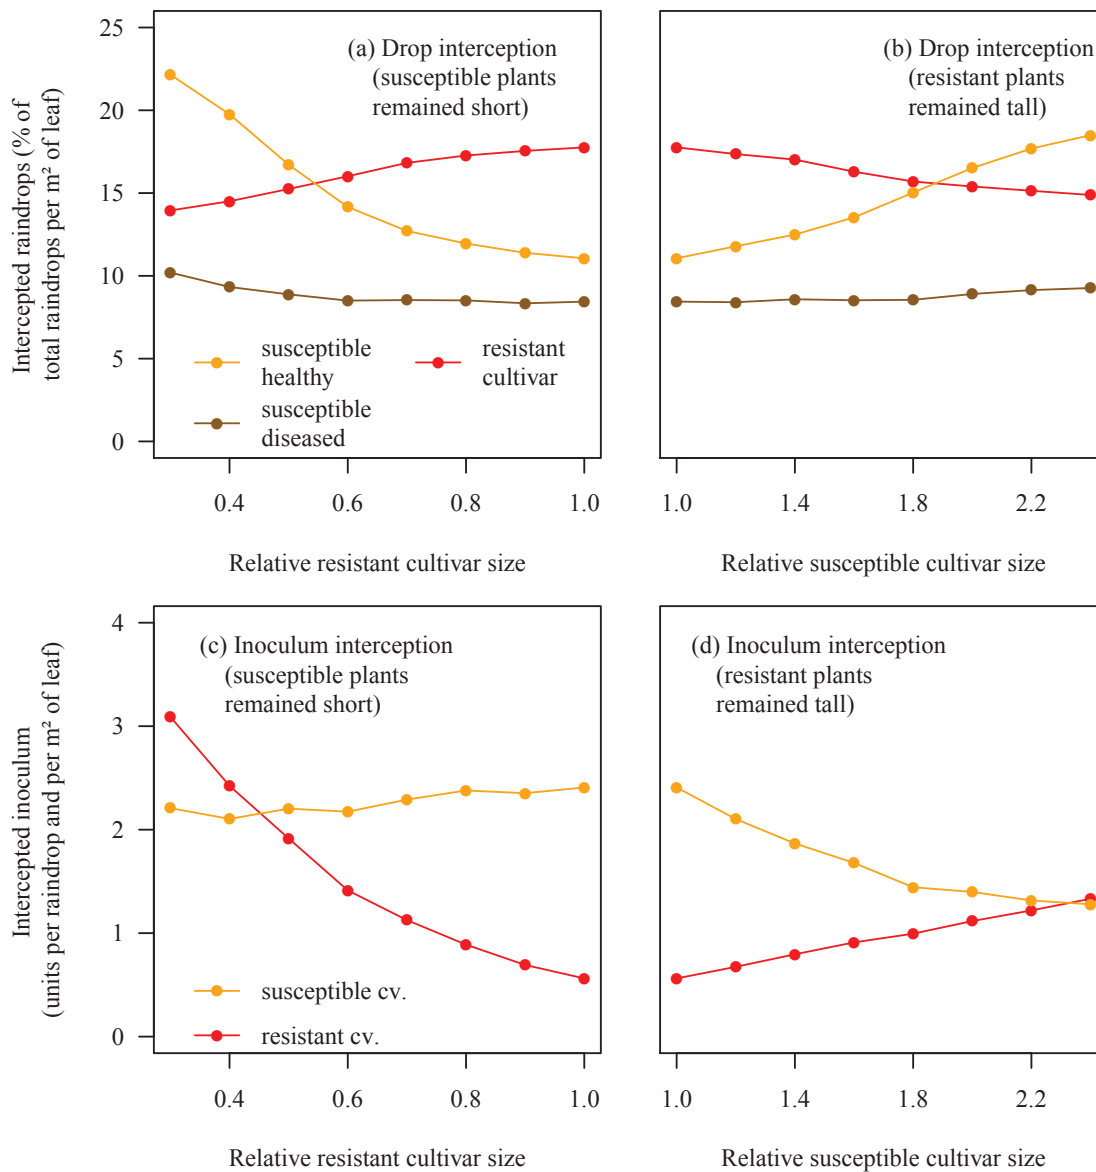 Intercepted raindrops (% of
total raindrops per m² of leaf)
25
20
15
10
5
0
(a) Drop interception
(susceptible plants
remained short)
susceptible
healthy
resistant
cultivar
susceptible
diseased
0.4
0.6
0.8
1.0
Relative resistant cultivar size
(b) Drop interception
(resistant plants
remained tall)
1.0
1.4
1.8
2.2
Relative susceptible cultivar size
Intercepted inoculum
(units per raindrop and per m² of leaf)
4
3
2
1
0
(c) Inoculum interception
(susceptible plants
remained short)
susceptible cv.
resistant cv.
0.4
0.6
0.8
1.0
Relative resistant cultivar size
(d) Inoculum interception
(resistant plants
remained tall)
1.0
1.4
1.8
2.2
Relative susceptible cultivar size